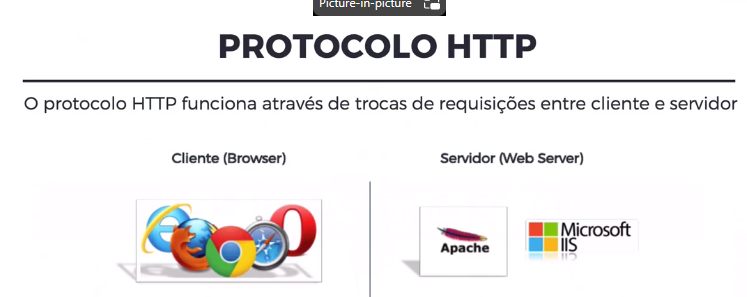 Picture-in-picture
PROTOCOLO HTTP
O protocolo HTTP funciona através de trocas de requisições entre cliente e servidor
Cliente (Browser)
Servidor (Web Server)
Apache
Microsoft
IIS